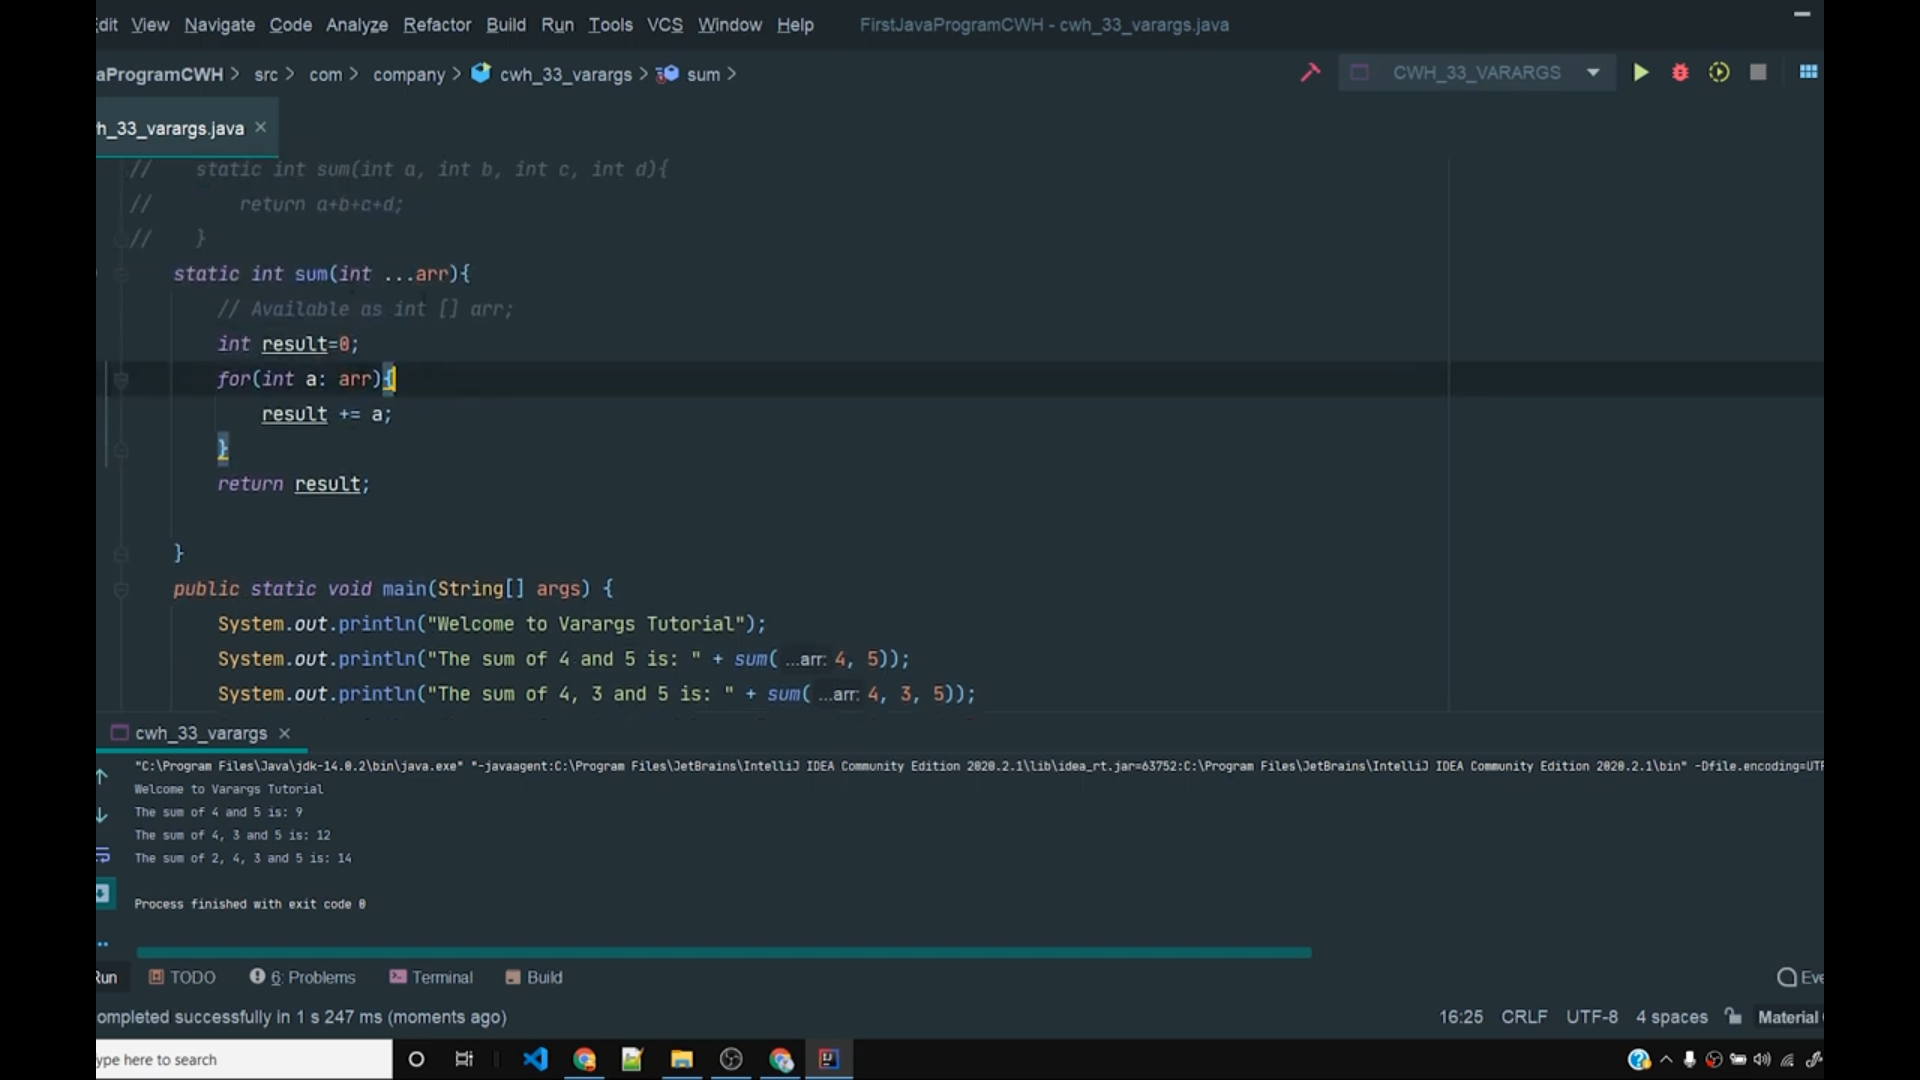 dit View Navigate Code Analyze Refactor Build Run Tools VCS Window Help FirstJavaProgramCWH - cwh_33_varargs.java
aProgramCWH > src > com > company > cwh_33_varargs > sum > CWH_33_VARARGS
h_33_varargs.java ×
// static int sum(int a, int b, int c, int d){
// return a+b+c+d;
// }
static int sum(int ...arr){
// Available as int [] arr;
int result=0;
for(int a: arr){
result += a;
}
return result;
}
public static void main(String[] args) {
System.out.println("Welcome to Varargs Tutorial");
System.out.println("The sum of 4 and 5 is: " + sum( ...arr: 4, 5));
System.out.println("The sum of 4, 3 and 5 is: " + sum( ...arr: 4, 3, 5));
cwh_33_varargs ×
"C:\Program Files\Java\jdk-14.0.2\bin\java.exe" "-javaagent:C:\Program Files\JetBrains\IntelliJ IDEA Community Edition 2020.2.1\lib\idea_rt.jar=63752:C:\Program Files\JetBrains\IntelliJ IDEA Community Edition 2020.2.1\bin" -Dfile.encoding=UTF
Welcome to Varargs Tutorial
The sum of 4 and 5 is: 9
The sum of 4, 3 and 5 is: 12
The sum of 2, 4, 3 and 5 is: 14
Process finished with exit code 0
Run TODO 6: Problems Terminal Build Eve
ompleted successfully in 1 s 247 ms (moments ago) 16:25 CRLF UTF-8 4 spaces Material
ype here to search